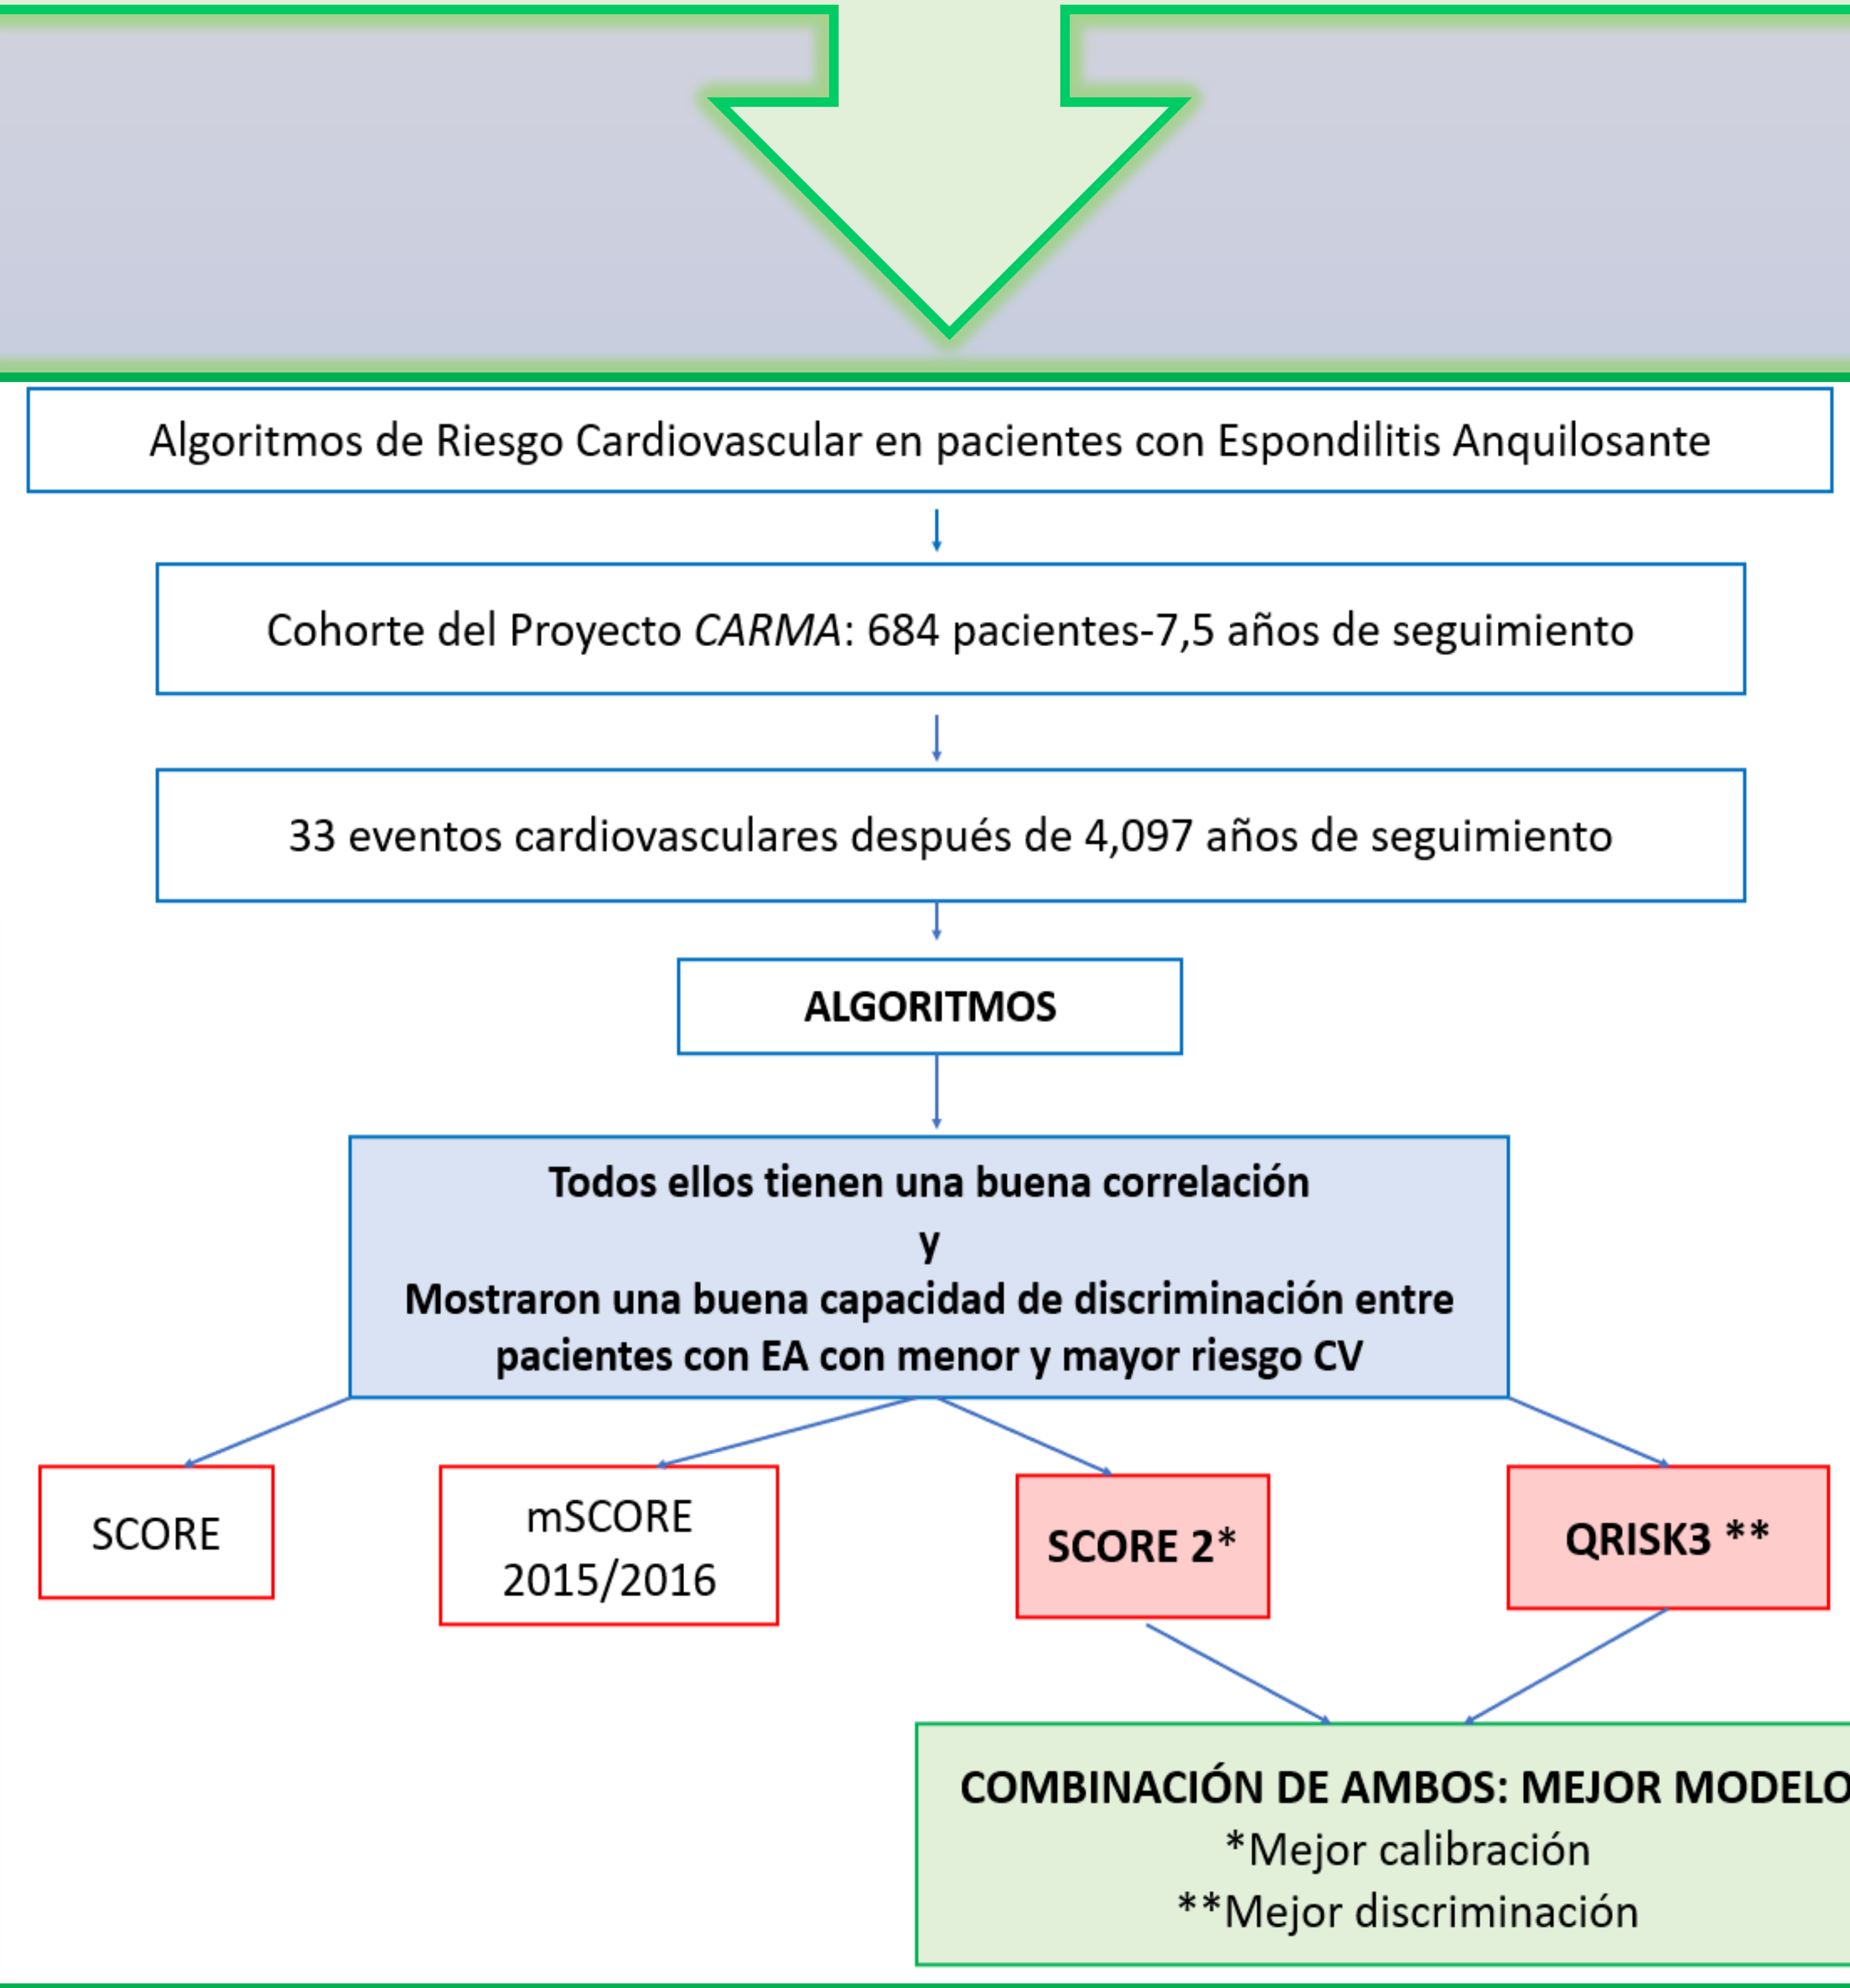 Algoritmos de Riesgo Cardiovascular en pacientes con Espondilitis Anquilosante
Cohorte del Proyecto CARMA: 684 pacientes-7,5 años de seguimiento
33 eventos cardiovasculares después de 4,097 años de seguimiento
ALGORITMOS
Todos ellos tienen una buena correlación
y
Mostraron una buena capacidad de discriminación entre
pacientes con EA con menor y mayor riesgo CV
SCORE
mSCORE
2015/2016
SCORE 2*
QRISK3 **
COMBINACIÓN DE AMBOS: MEJOR MODELO
*Mejor calibración
**Mejor discriminación